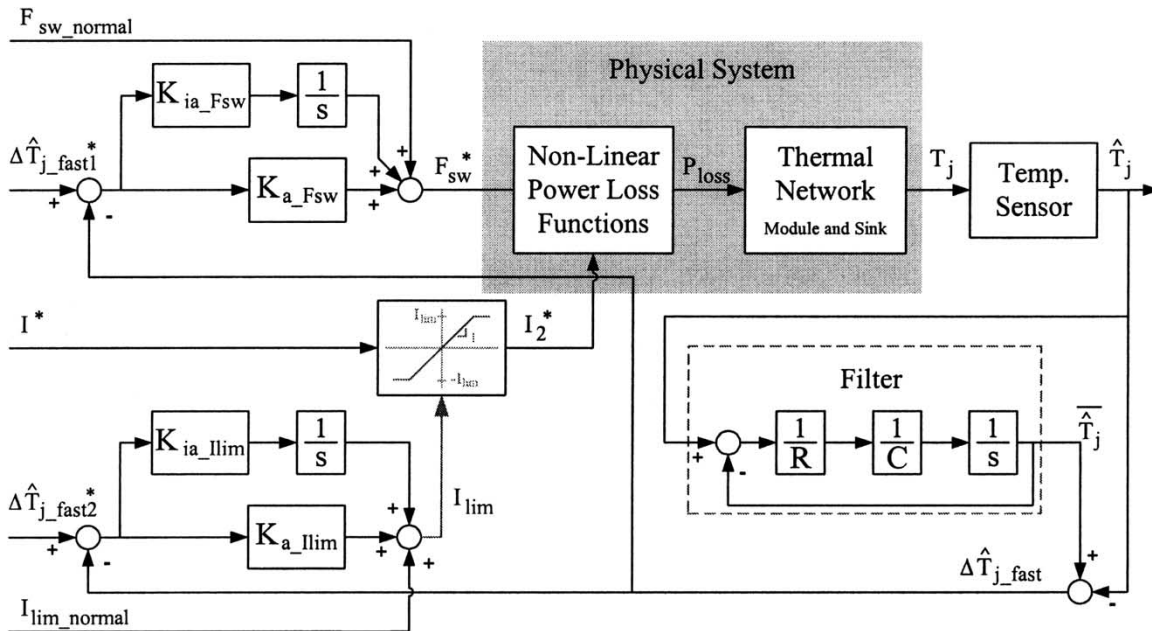 F sw_normal
Physical System
K ia_Fsw
1
s
+
+
ΔT̂ j_fast1 *
+
-
K a_Fsw
+
F sw *
Non-Linear
Power Loss
Functions
P loss
Thermal
Network
Module and Sink
T j
Temp.
Sensor
T̂ j
I *
I lim
1
-I lim
I 2 *
Filter
+
-
1
R
1
C
1
s
T̂ j
K ia_Ilim
1
s
+
ΔT̂ j_fast2 *
+
-
K a_Ilim
+
+
I lim
ΔT̂ j_fast
+
-
I lim_normal